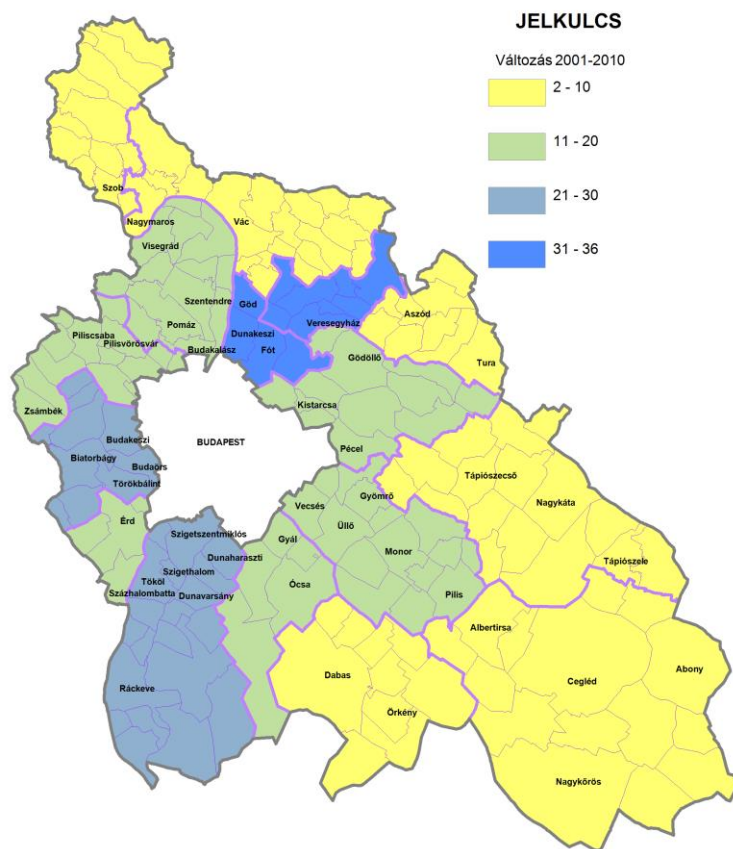 JELKULCS
Változás 2001-2010
2 - 10
11 - 20
21 - 30
31 - 36
Szob
Nagymaros
Vác
Visegrád
Szentendre
Göd
Veresegyház
Aszód
Pomáz
Dunakeszi
Piliscsaba
Pilisvörösvár
Budakalász
Fót
Gödöllő
Tura
Zsámbék
Kistarcsa
Budakeszi
BUDAPEST
Pécel
Biatorbágy
Budaörs
Törökbálint
Tápiószecső
Nagykáta
Gyömrő
Vecsés
Érd
Szigetszentmiklós
Gyál
Üllő
Monor
Tápiószele
Dunaharaszti
Szigethalom
Tököl
Ócsa
Százhalombatta
Dunavarsány
Pilis
Albertirsa
Abony
Cegléd
Dabas
Ráckeve
Örkény
Nagykőrös